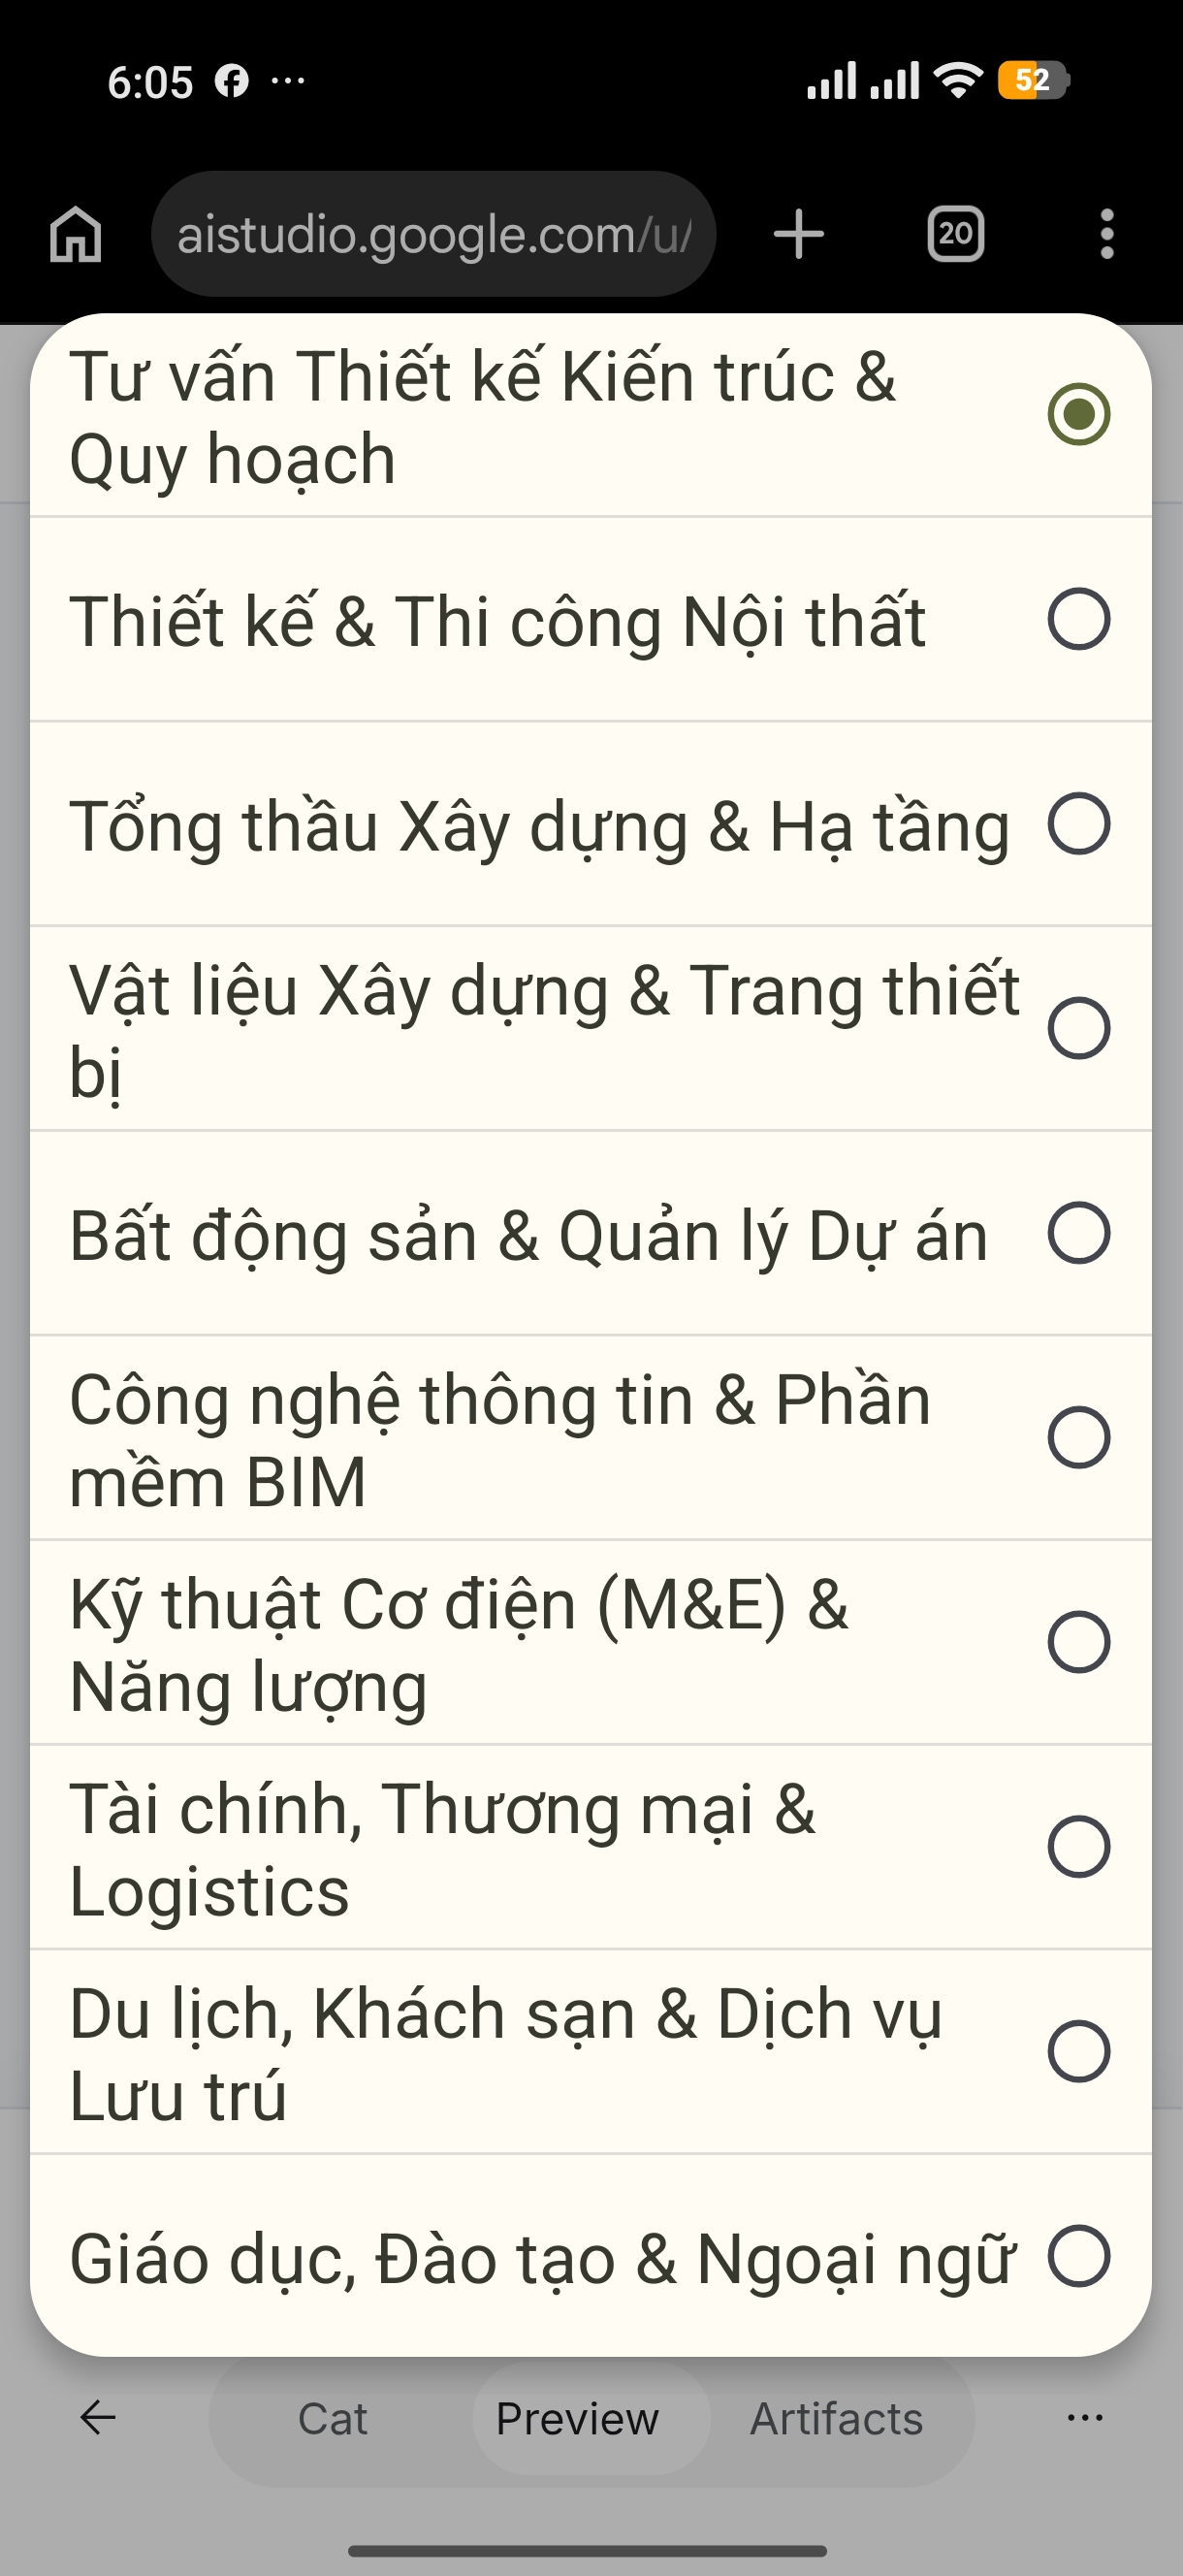 6:05
52
aistudio.google.com/u/
20
Tư vấn Thiết kế Kiến trúc &
Quy hoạch
Thiết kế & Thi công Nội thất
Tổng thầu Xây dựng & Hạ tầng
Vật liệu Xây dựng & Trang thiết
bị
Bất động sản & Quản lý Dự án
Công nghệ thông tin & Phần
mềm BIM
Kỹ thuật Cơ điện (M&E) &
Năng lượng
Tài chính, Thương mại &
Logistics
Du lịch, Khách sạn & Dịch vụ
Lưu trú
Giáo dục, Đào tạo & Ngoại ngữ
Cat Preview Artifacts